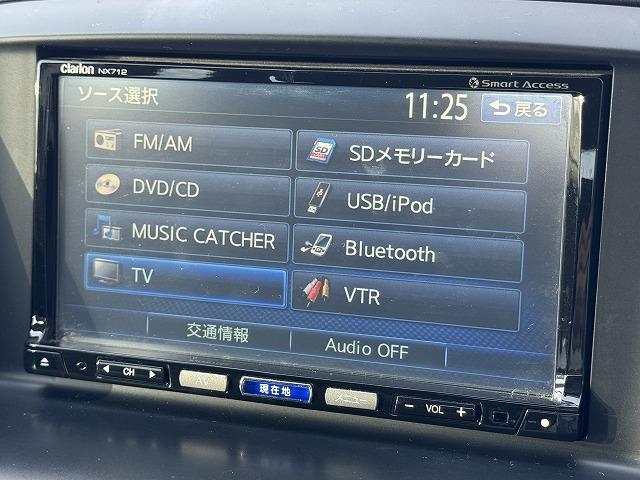 Clarion NX712
Smart Access
ソース選択
11:25
戻る
FM/AM
SDメモリーカード
SD
DVD/CD
USB/iPod
MUSIC CATCHER
Bluetooth
TV
VTR
交通情報
Audio OFF
CH
AV
現在地
メニュー
− VOL +